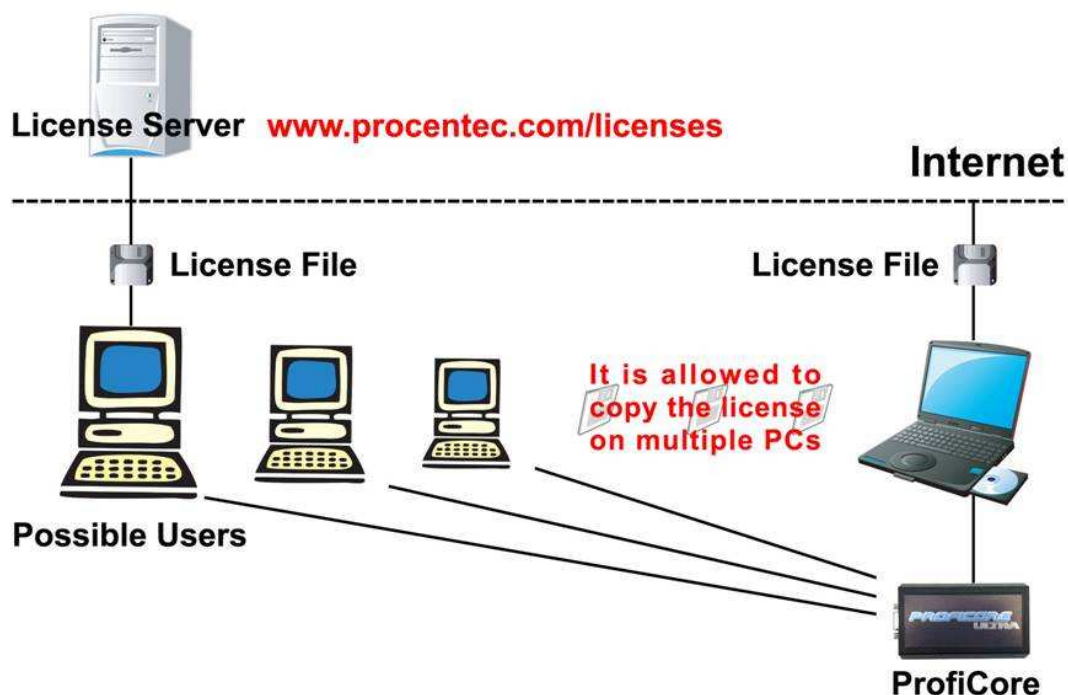 License Server www.procentec.com/licenses
Internet
License File
License File
It is allowed to
copy the license
on multiple PCs
Possible Users
PROFICORE
ULTRA
ProfiCore